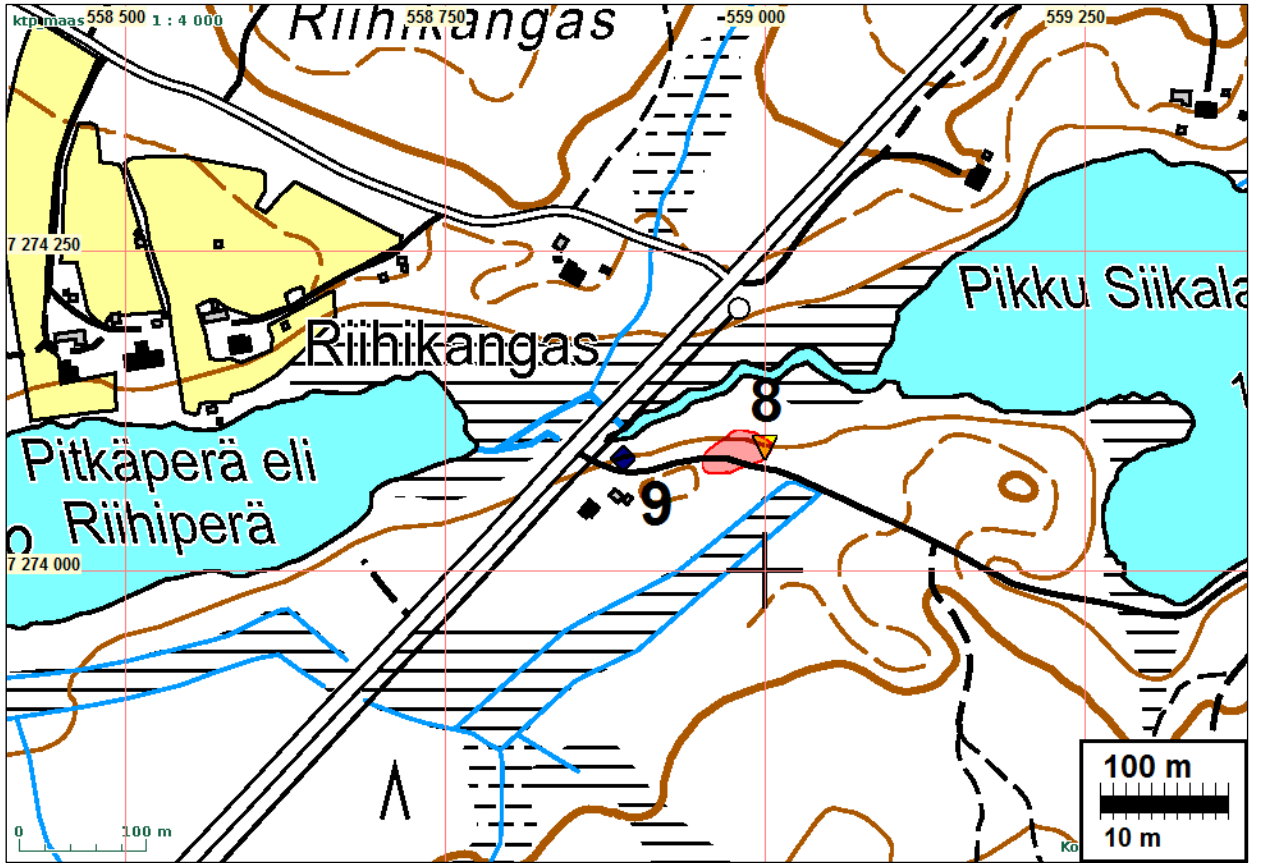 ktp_maas 1 : 4 000
558 500
558 750
559 000
559 250
Riihikangas
7 274 250
Pikku Siikala
Riihikangas
8
Pitkäperä eli
Riihiperä
9
7 274 000
100 m
10 m
0 100 m
Ko